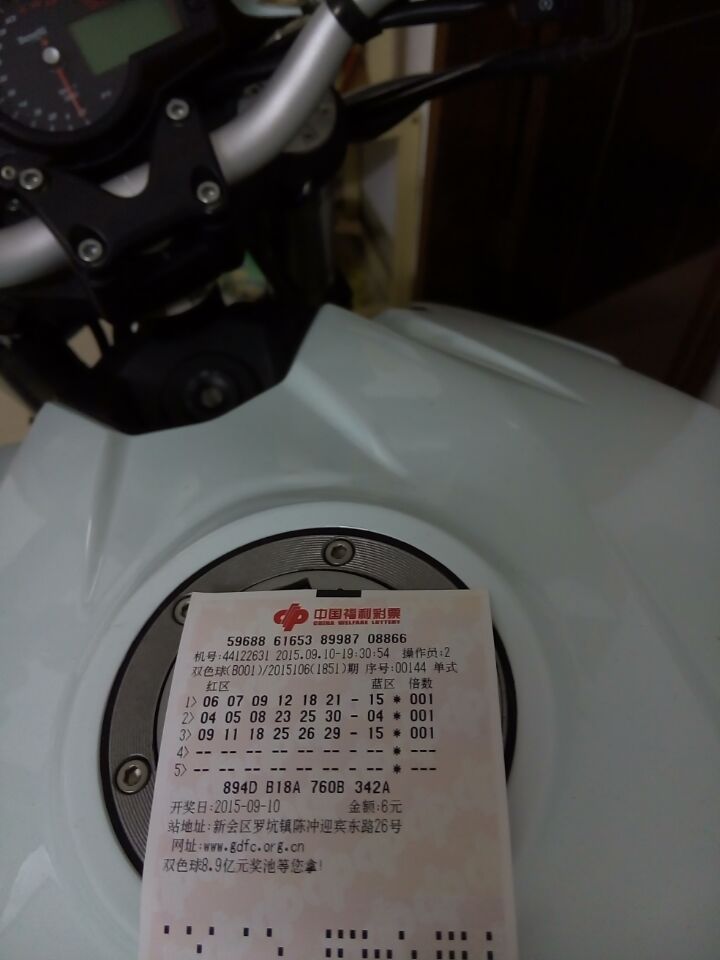 中国福利彩票
CHINA WELFARE LOTTERY
59688 61653 89987 08866
机号:44122631 2015.09.10-19:30:54 操作员:2
双色球(B001)/2015106(1851)期 序号:00144 单式
红区 蓝区 倍数
1> 06 07 09 12 18 21 - 15 * 001
2> 04 05 08 23 25 30 - 04 * 001
3> 09 11 18 25 26 29 - 15 * 001
4> -- -- -- -- -- -- - -- * ---
5> -- -- -- -- -- -- - -- * ---
894D B18A 760B 342A
开奖日:2015-09-10 金额:6元
站地址:新会区罗坑镇陈冲迎宾东路26号
网址:www.gdfc.org.cn
双色球8.9亿元奖池等您拿!